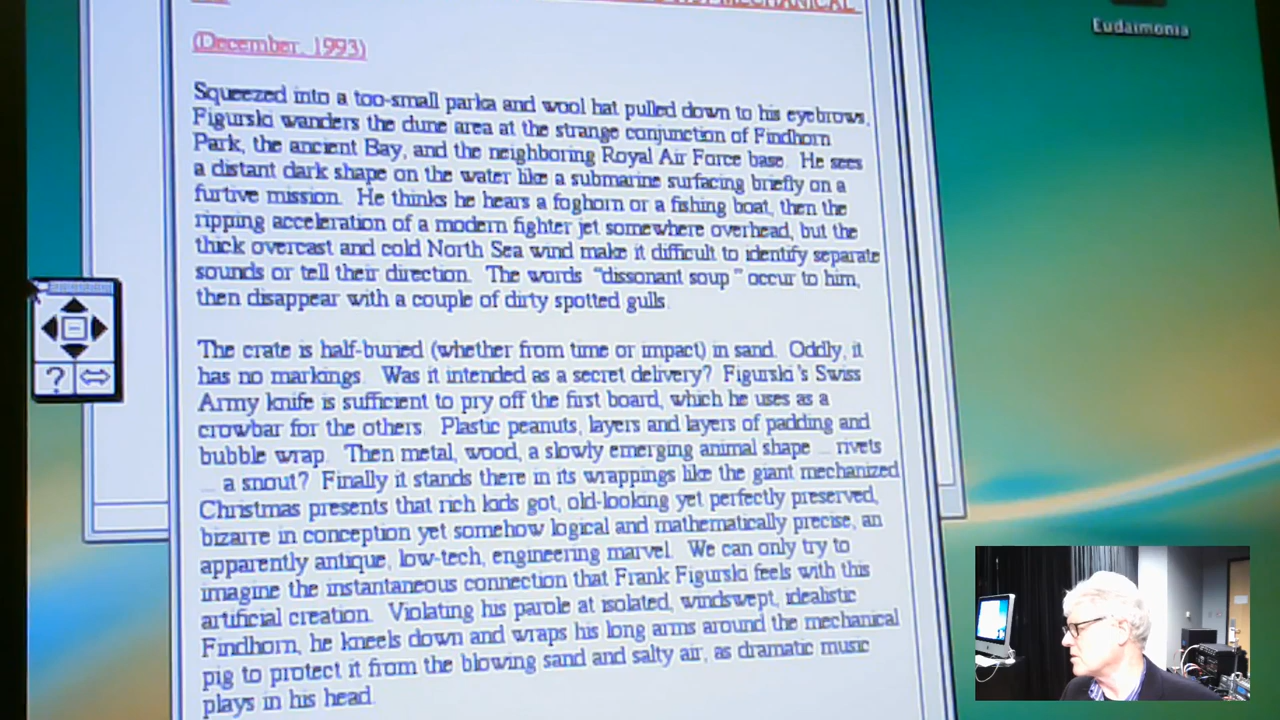 Eudaimonia
(December, 1993)
Squeezed into a too-small parka and wool hat pulled down to his eyebrows,
Figurski wanders the dune area at the strange conjunction of Findhorn
Park, the ancient Bay, and the neighboring Royal Air Force base. He sees
a distant dark shape on the water like a submarine surfacing briefly on a
furtive mission. He thinks he hears a foghorn or a fishing boat, then the
ripping acceleration of a modern fighter jet somewhere overhead, but the
thick overcast and cold North Sea wind make it difficult to identify separate
sounds or tell their direction. The words "dissonant soup" occur to him,
then disappear with a couple of dirty spotted gulls.
The crate is half-buried (whether from time or impact) in sand. Oddly, it
has no markings. Was it intended as a secret delivery? Figurski's Swiss
Army knife is sufficient to pry off the first board, which he uses as a
crowbar for the others. Plastic peanuts, layers and layers of padding and
bubble wrap. Then metal, wood, a slowly emerging animal shape ... rivets
... a snout? Finally it stands there in its wrappings like the giant mechanized
Christmas presents that rich kids got, old-looking yet perfectly preserved,
bizarre in conception yet somehow logical and mathematically precise, an
apparently antique, low-tech, engineering marvel. We can only try to
imagine the instantaneous connection that Frank Figurski feels with this
artificial creation. Violating his parole at isolated, windswept, idealistic
Findhorn, he kneels down and wraps his long arms around the mechanical
pig to protect it from the blowing sand and salty air, as dramatic music
plays in his head.
?